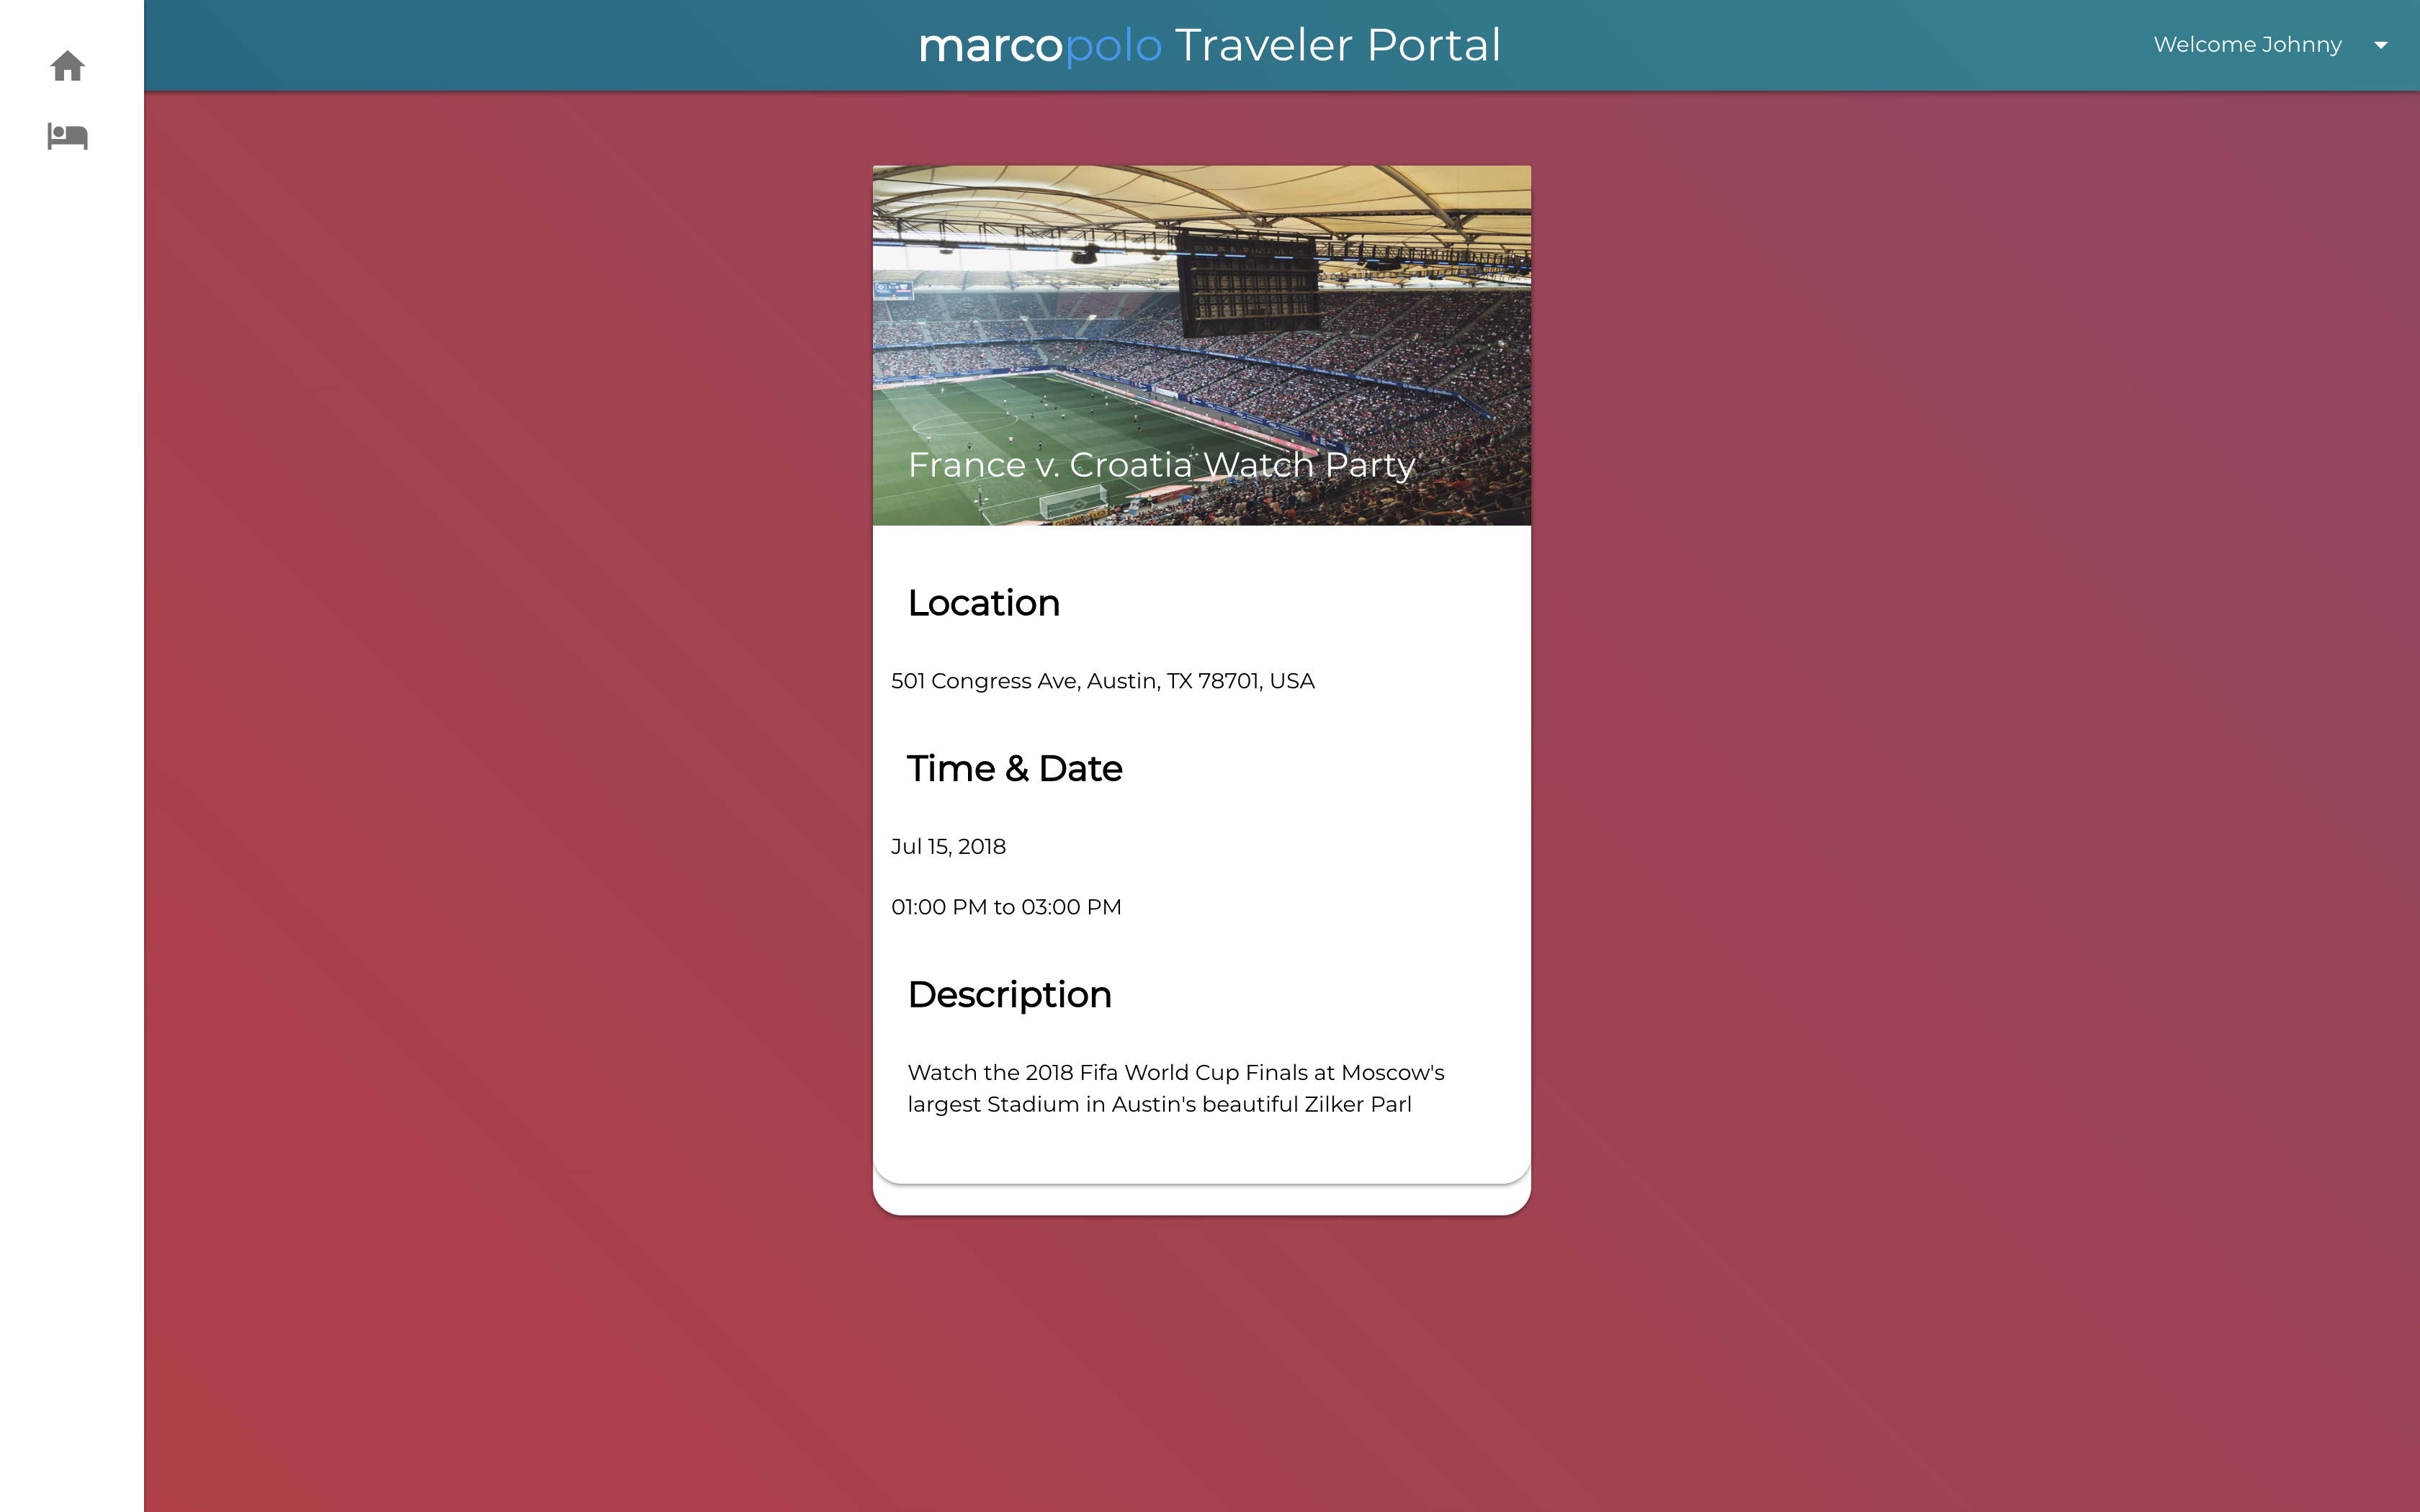 marcopolo Traveler Portal
Welcome Johnny
France v. Croatia Watch Party
Location
501 Congress Ave, Austin, TX 78701, USA
Time & Date
Jul 15, 2018
01:00 PM to 03:00 PM
Description
Watch the 2018 Fifa World Cup Finals at Moscow's
largest Stadium in Austin's beautiful Zilker Parl